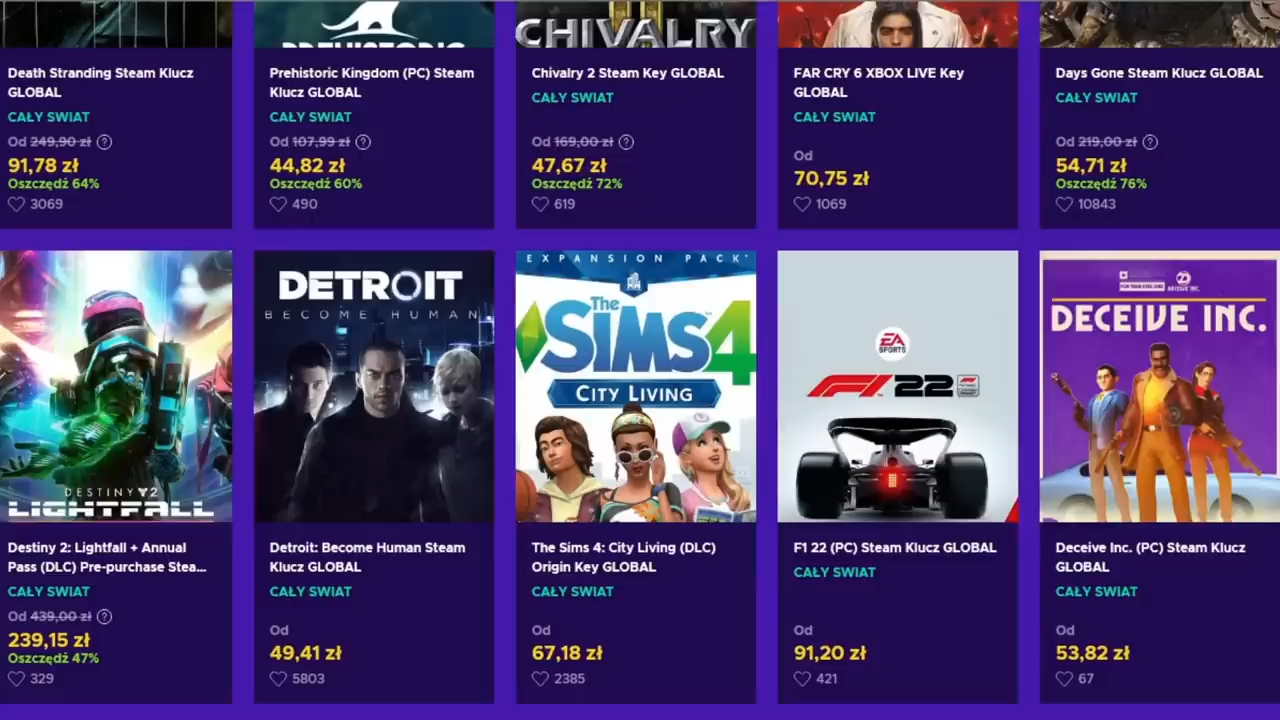 PREHISTORIC
CHIVALRY
Death Stranding Steam Klucz
GLOBAL
CAŁY SWIAT
Od 249,90 zł ?
91,78 zł
Oszczędź 64%
3069
Prehistoric Kingdom (PC) Steam
Klucz GLOBAL
CAŁY SWIAT
Od 107,99 zł ?
44,82 zł
Oszczędź 60%
490
Chivalry 2 Steam Key GLOBAL
CAŁY SWIAT
Od 169,00 zł ?
47,67 zł
Oszczędź 72%
619
FAR CRY 6 XBOX LIVE Key
GLOBAL
CAŁY SWIAT
Od
70,75 zł
1069
Days Gone Steam Klucz GLOBAL
CAŁY SWIAT
Od 219,00 zł ?
54,71 zł
Oszczędź 76%
10843
DESTINY 2
LIGHTFALL
Destiny 2: Lightfall + Annual
Pass (DLC) Pre-purchase Stea...
CAŁY SWIAT
Od 439,00 zł ?
239,15 zł
Oszczędź 47%
329
DETROIT
BECOME HUMAN
Detroit: Become Human Steam
Klucz GLOBAL
CAŁY SWIAT
Od
49,41 zł
5803
EXPANSION PACK
The
SIMS 4
CITY LIVING
The Sims 4: City Living (DLC)
Origin Key GLOBAL
CAŁY SWIAT
Od
67,18 zł
2385
EA
SPORTS
F1 22
F1 22 (PC) Steam Klucz GLOBAL
CAŁY SWIAT
Od
91,20 zł
421
DECEIVE INC.
Deceive Inc. (PC) Steam Klucz
GLOBAL
CAŁY SWIAT
Od
53,82 zł
67